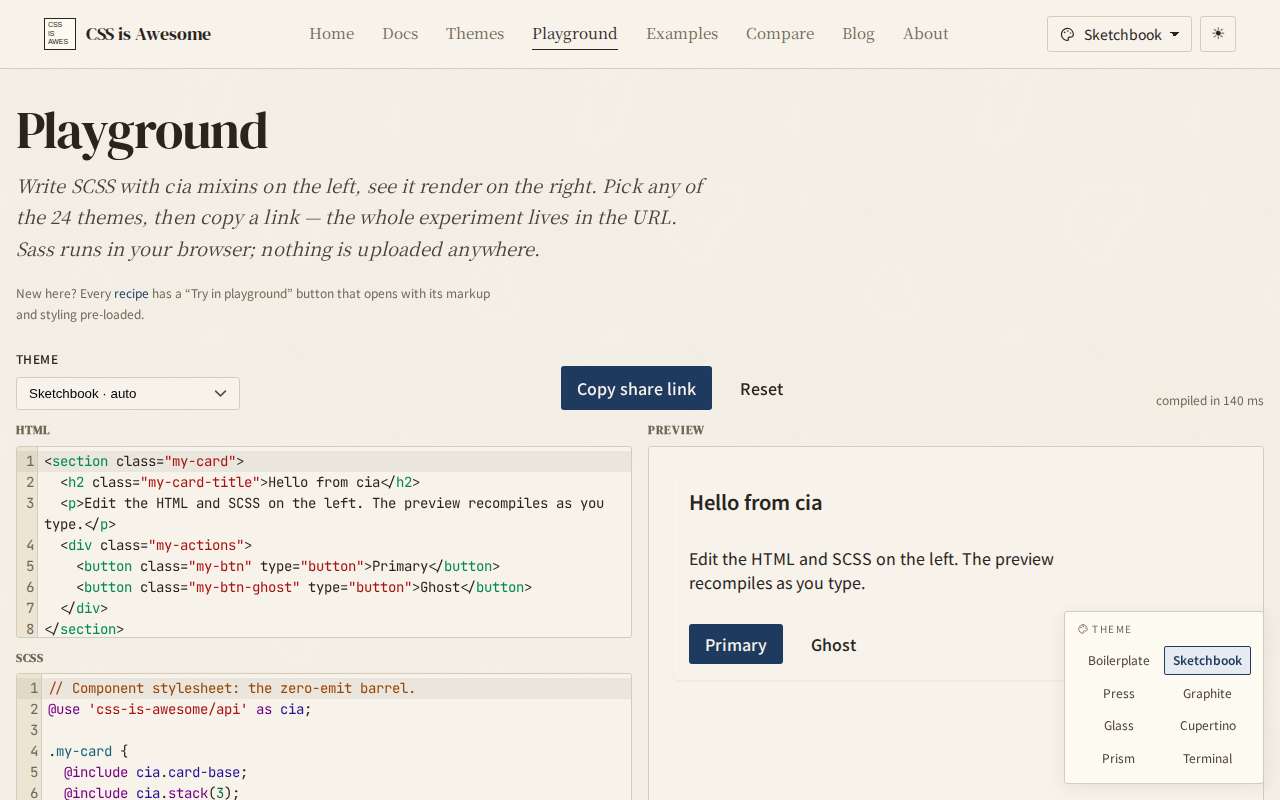 CSS
IS
AWES
CSS is Awesome
Home
Docs
Themes
Playground
Examples
Compare
Blog
About
Sketchbook
Playground
Write SCSS with cia mixins on the left, see it render on the right. Pick any of
the 24 themes, then copy a link — the whole experiment lives in the URL.
Sass runs in your browser; nothing is uploaded anywhere.
New here? Every recipe has a “Try in playground” button that opens with its markup
and styling pre-loaded.
THEME
Sketchbook · auto
Copy share link
Reset
compiled in 140 ms
HTML
1 <section class="my-card">
2   <h2 class="my-card-title">Hello from cia</h2>
3   <p>Edit the HTML and SCSS on the left. The preview recompiles as you
type.</p>
4   <div class="my-actions">
5     <button class="my-btn" type="button">Primary</button>
6     <button class="my-btn-ghost" type="button">Ghost</button>
7   </div>
8 </section>
SCSS
1 // Component stylesheet: the zero-emit barrel.
2 @use 'css-is-awesome/api' as cia;
3
4 .my-card {
5   @include cia.card-base;
6   @include cia.stack(3);
PREVIEW
Hello from cia
Edit the HTML and SCSS on the left. The preview
recompiles as you type.
Primary
Ghost
THEME
Boilerplate
Sketchbook
Press
Graphite
Glass
Cupertino
Prism
Terminal